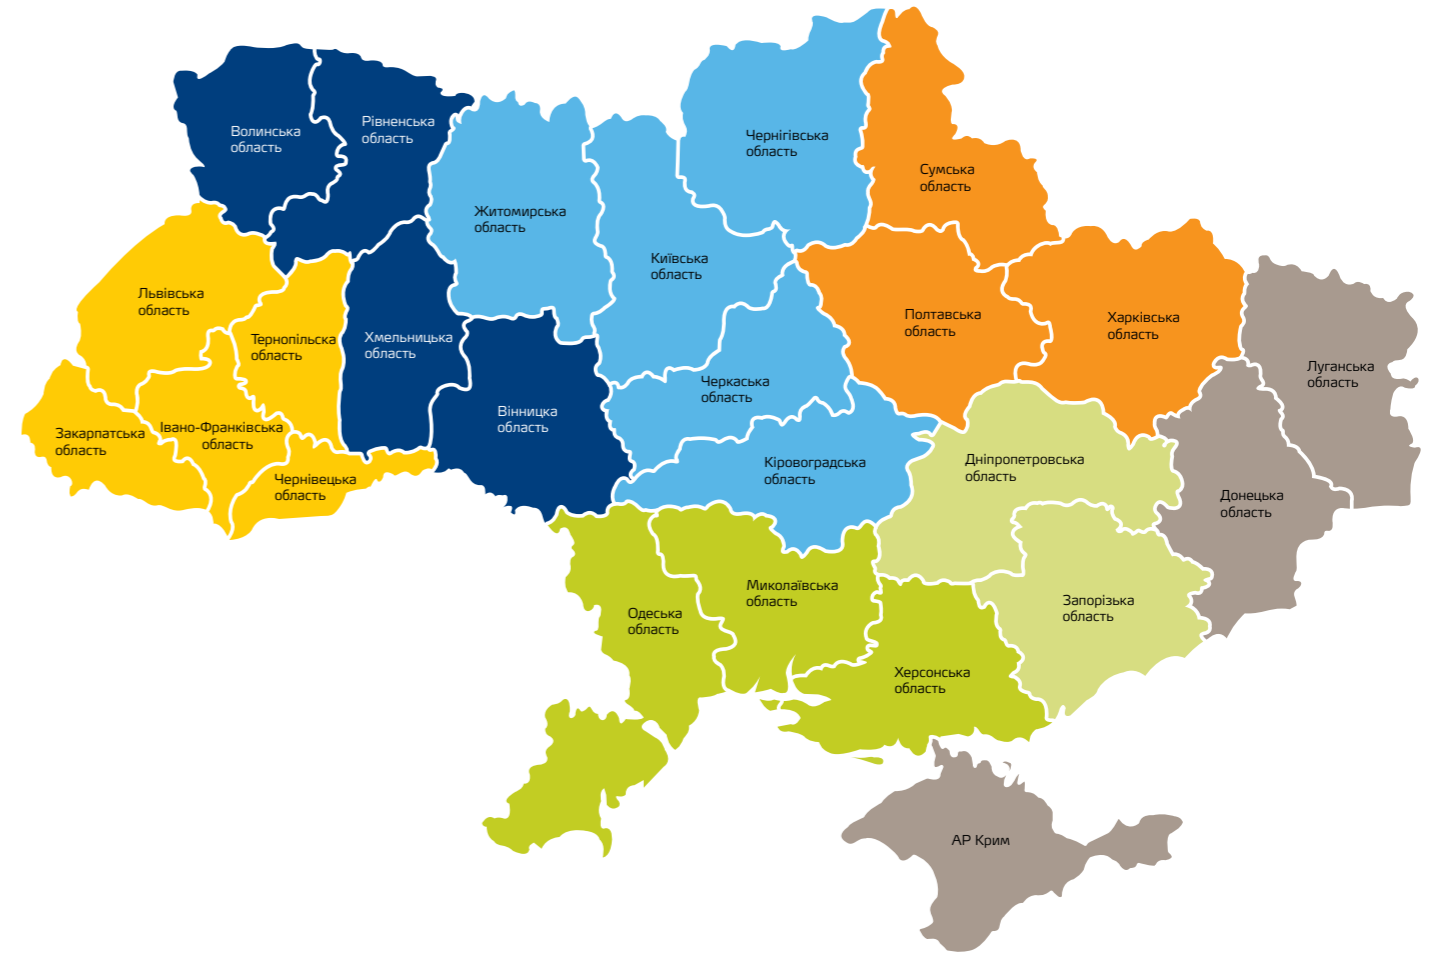 Волинська
область
Рівненська
область
Житомирська
область
Чернігівська
область
Сумська
область
Київська
область
Львівська
область
Тернопільска
область
Хмельницька
область
Полтавська
область
Харківська
область
Луганська
область
Черкаська
область
Вінницка
область
Закарпатська
область
Івано-Франківська
область
Чернівецька
область
Кіровоградська
область
Дніпропетровська
область
Донецька
область
Одеська
область
Миколаївська
область
Запорізька
область
Херсонська
область
АР Крим